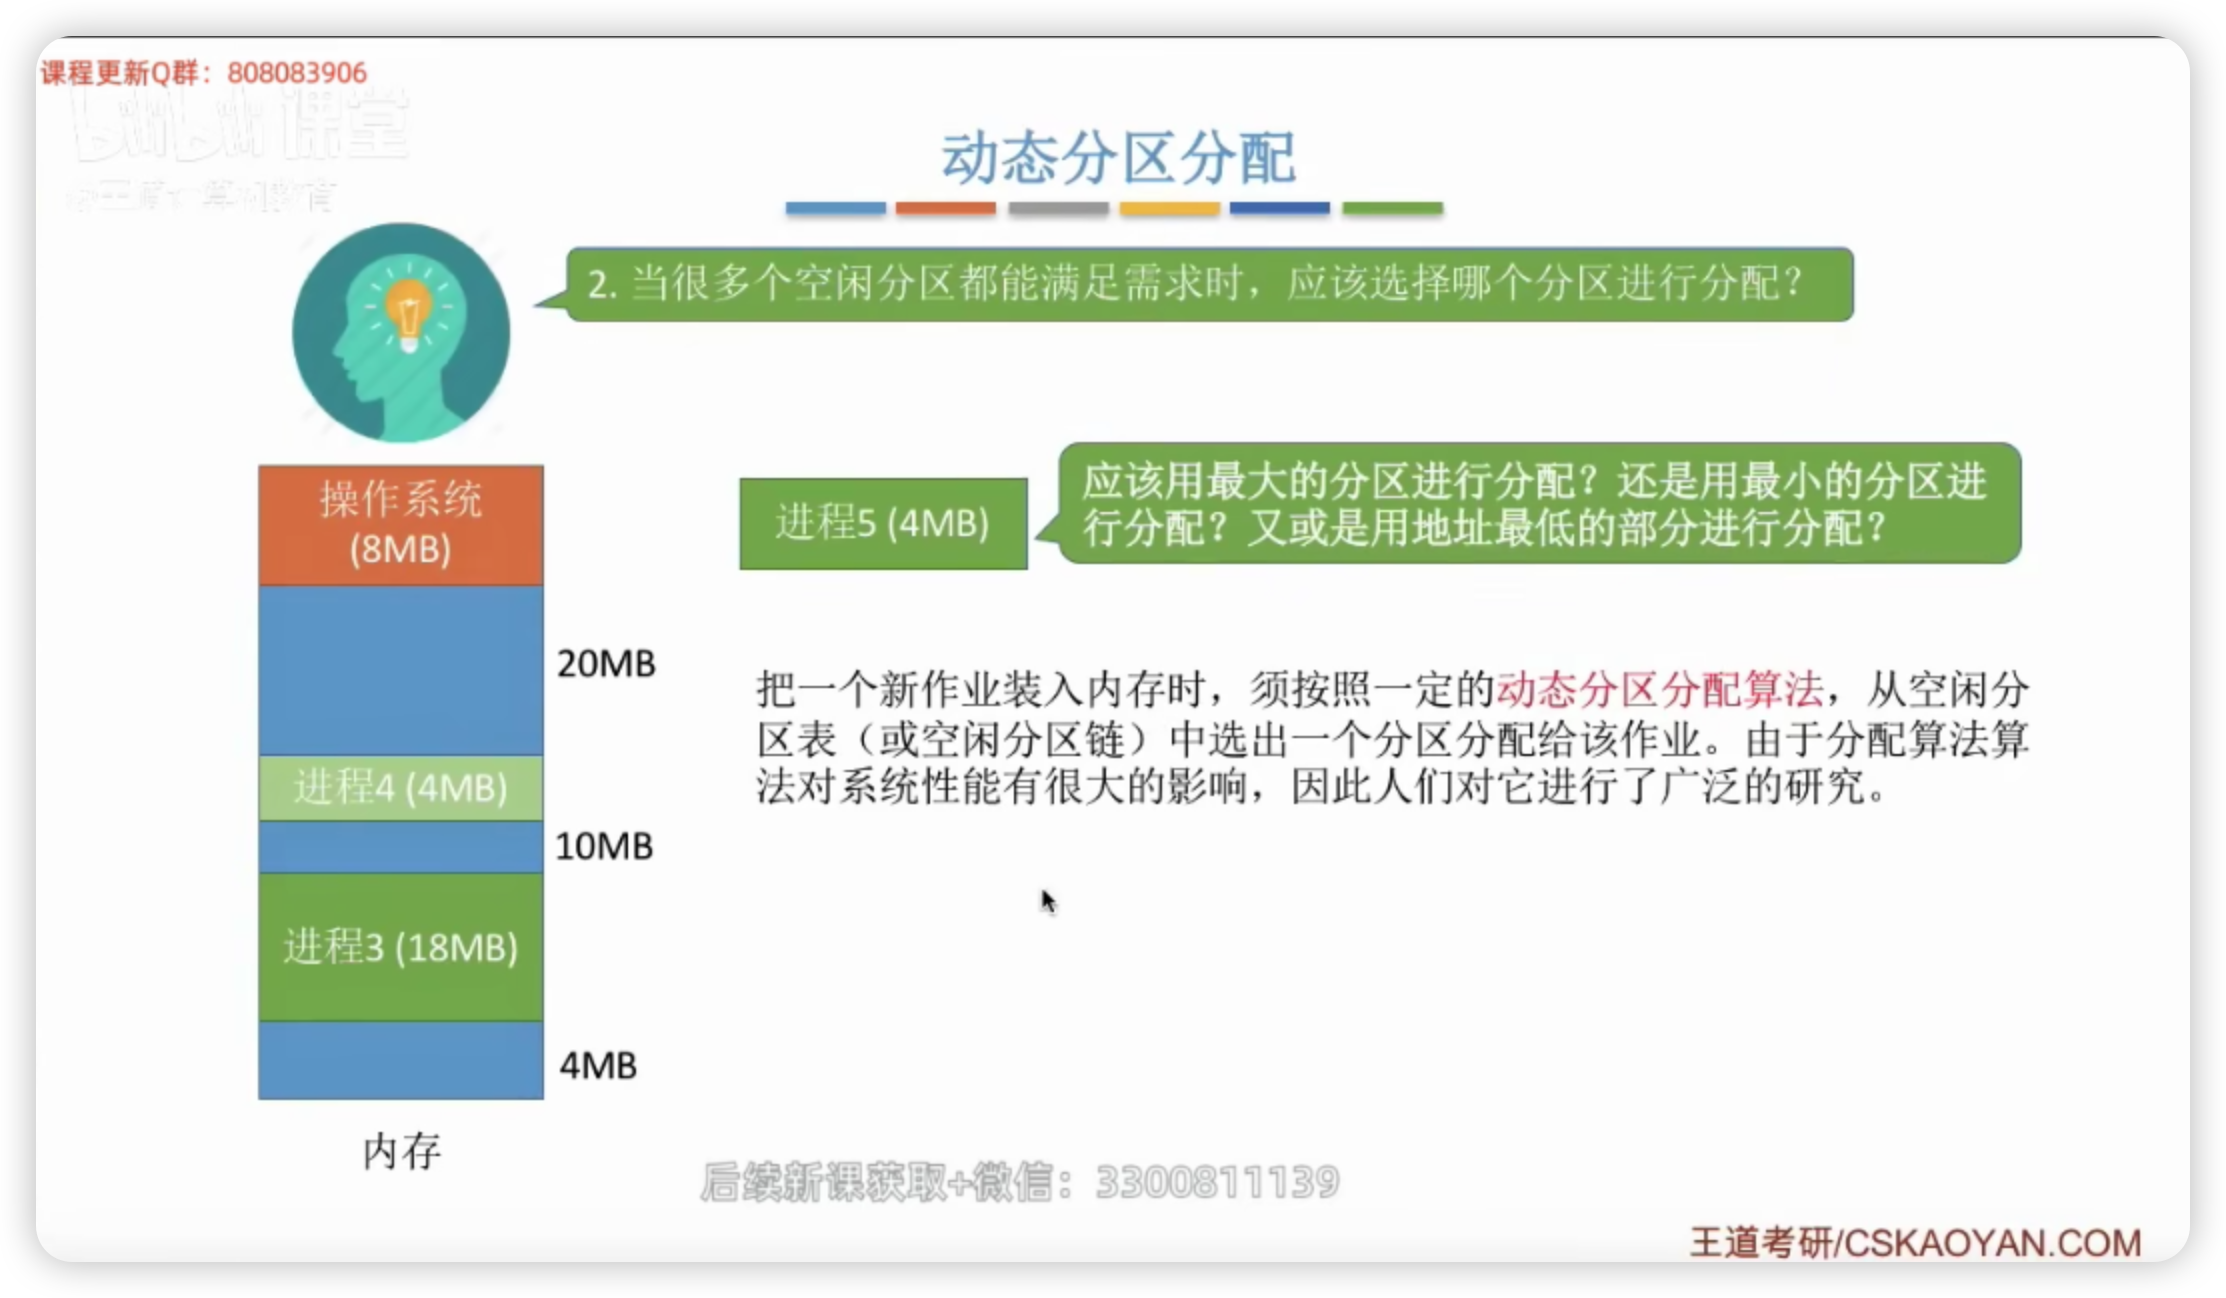 课程更新Q群：808083906
bilibili 课堂
动态分区分配
2. 当很多个空闲分区都能满足需求时，应该选择哪个分区进行分配？
操作系统
(8MB)
20MB
进程4 (4MB)
10MB
进程3 (18MB)
4MB
内存
进程5 (4MB)
应该用最大的分区进行分配？还是用最小的分区进
行分配？又或是用地址最低的部分进行分配？
把一个新作业装入内存时，须按照一定的动态分区分配算法，从空闲分
区表（或空闲分区链）中选出一个分区分配给该作业。由于分配算法算
法对系统性能有很大的影响，因此人们对它进行了广泛的研究。
后续新课获取+微信：3300811139
王道考研/CSKAOYAN.COM